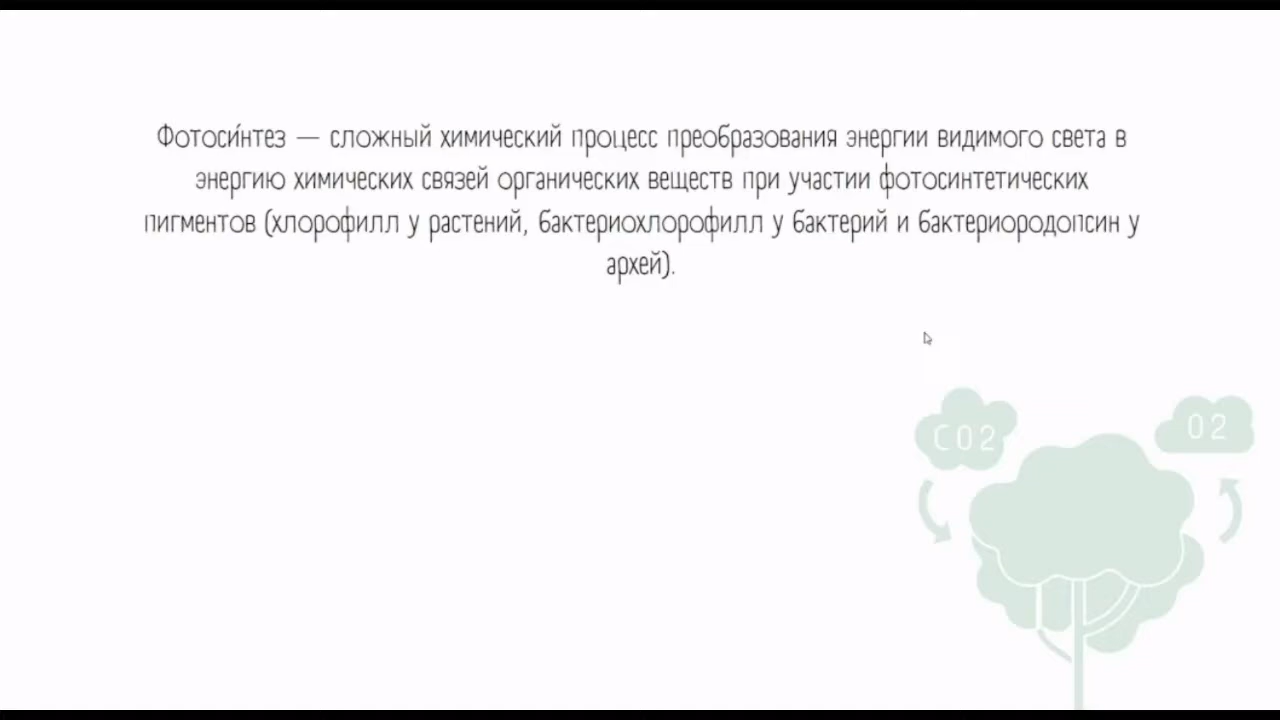 Фотоси́нтез — сложный химический процесс преобразования энергии видимого света в
энергию химических связей органических веществ при участии фотосинтетических
пигментов (хлорофилл у растений, бактериохлорофилл у бактерий и бактериородопсин у
архей).
CO2
O2